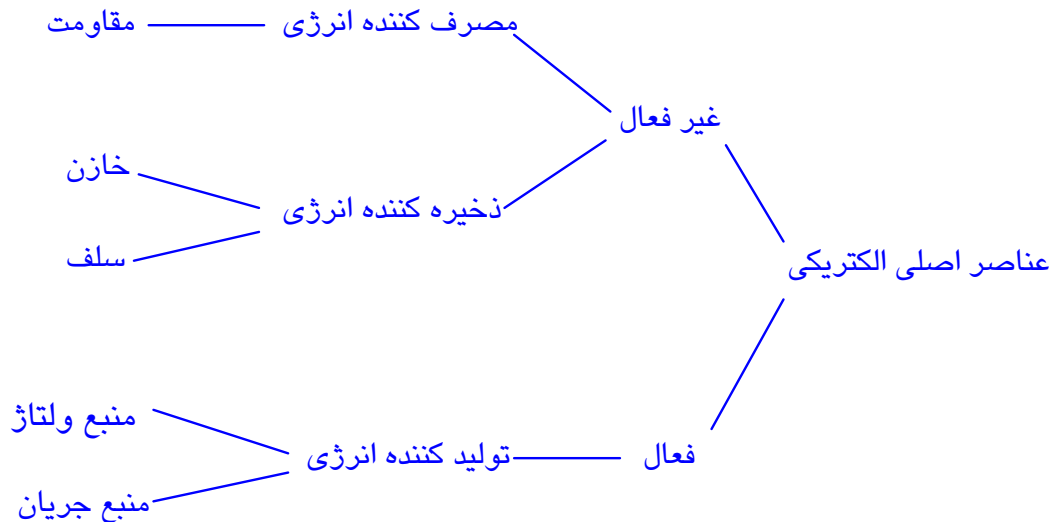 عناصر اصلی الکتریکی
غیر فعال
مصرف کننده انرژی
مقاومت
ذخیره کننده انرژی
خازن
سلف
فعال
تولید کننده انرژی
منبع ولتاژ
منبع جریان